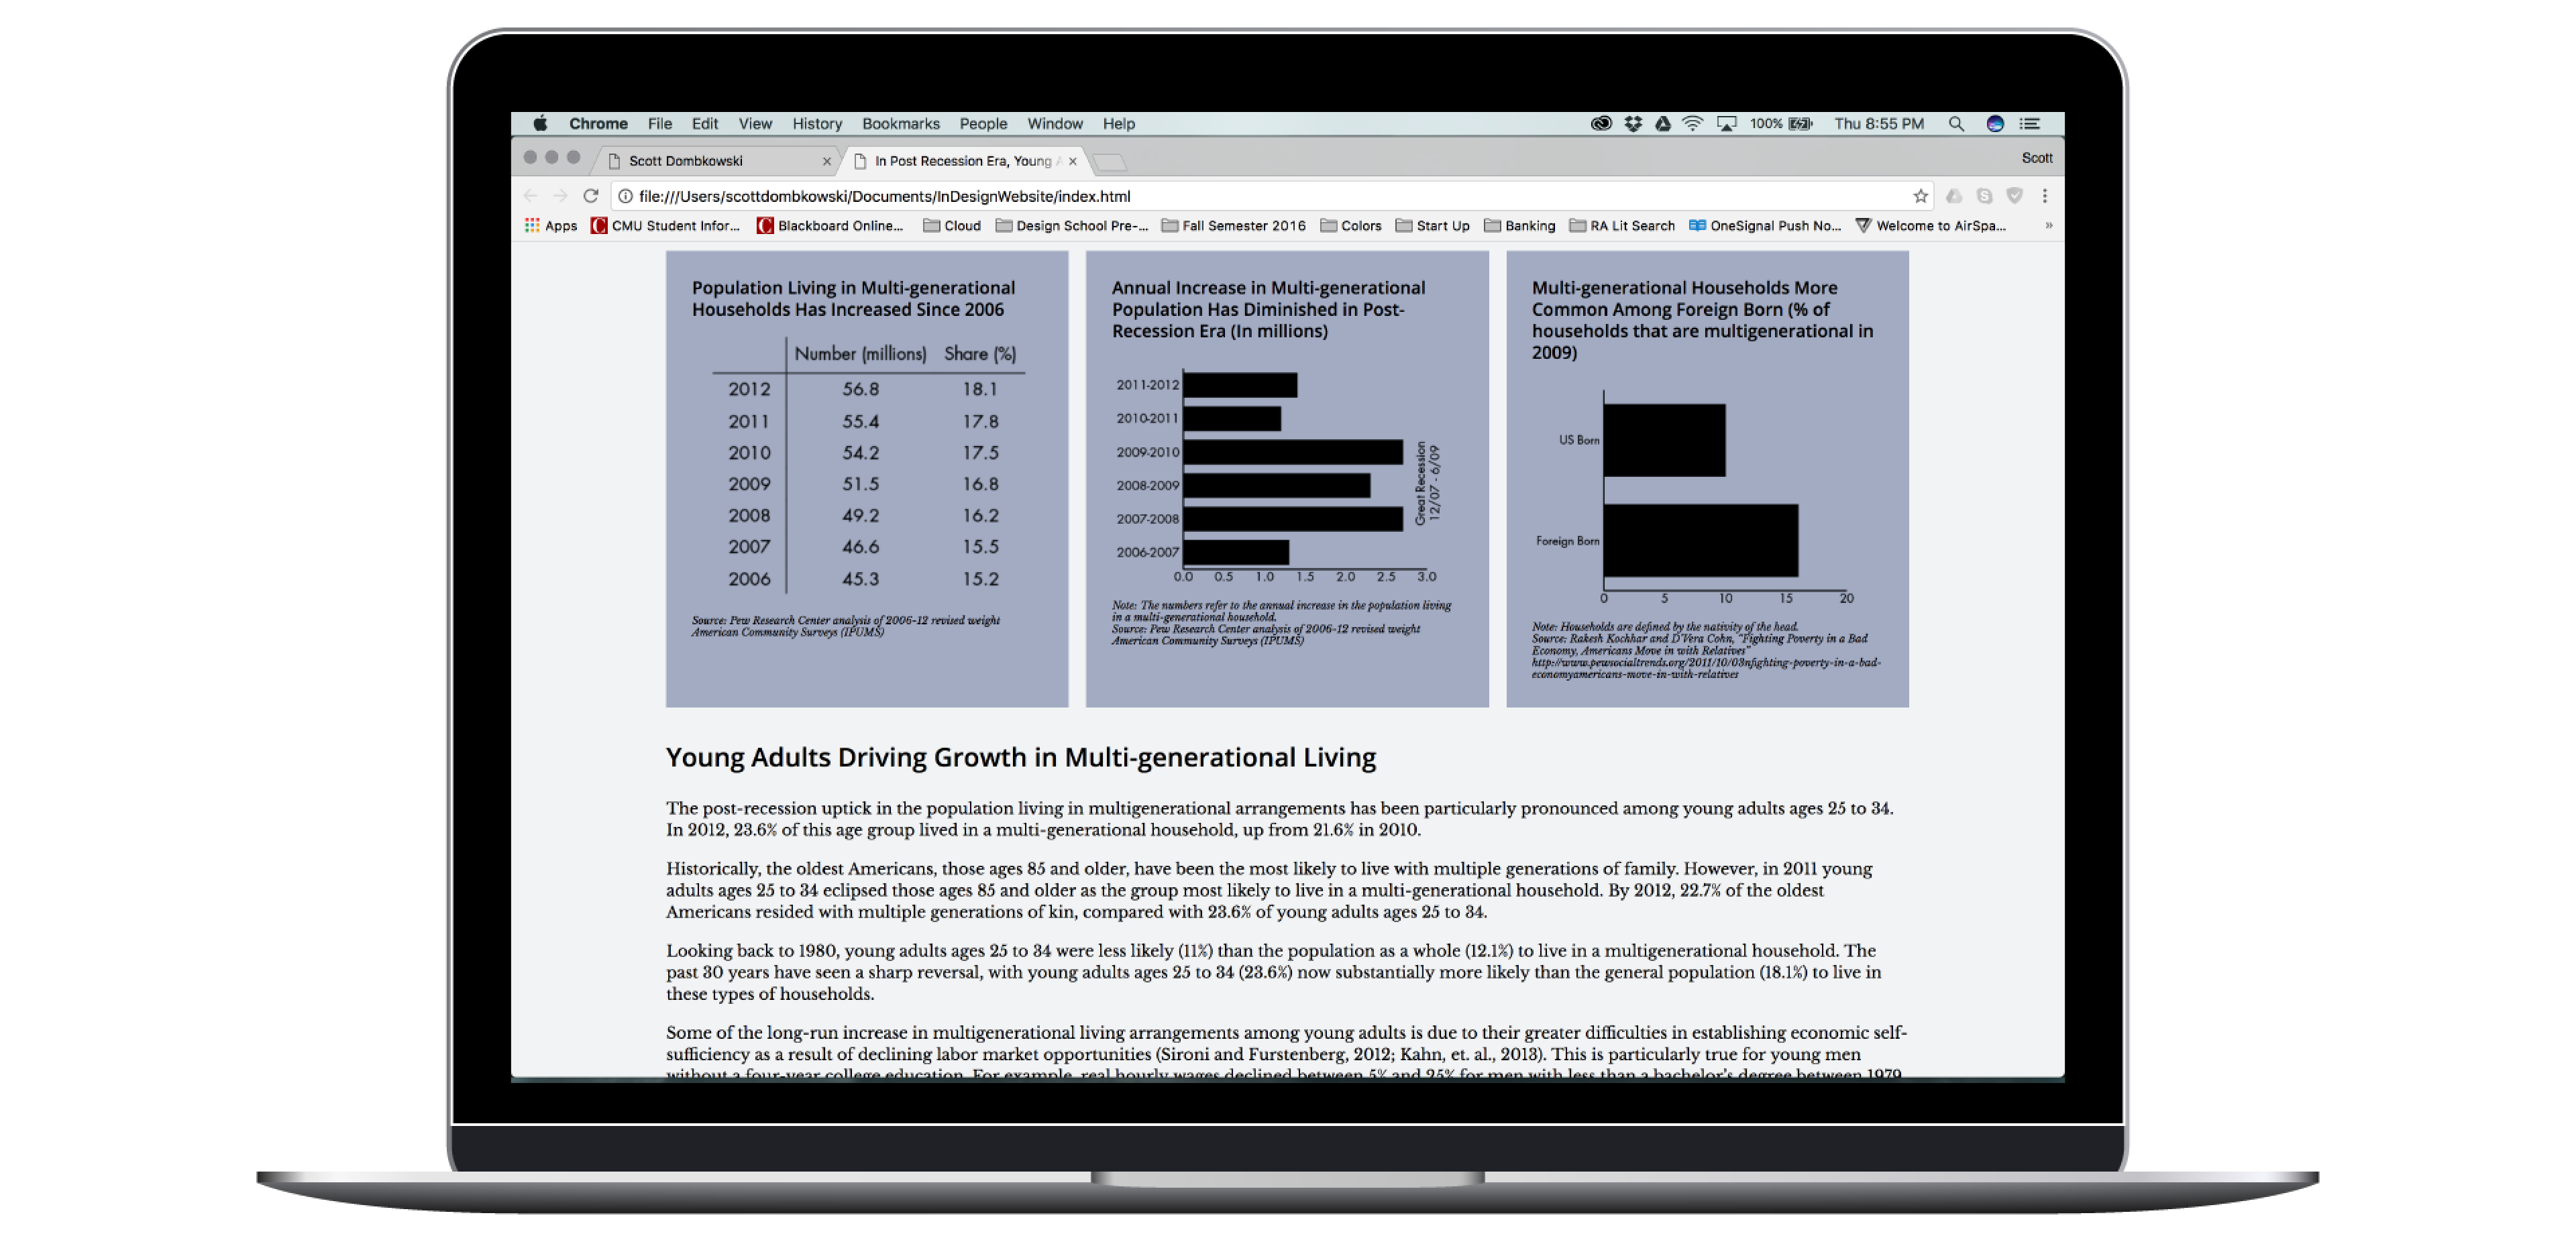 Chrome File Edit View History Bookmarks People Window Help 100% Thu 8:55 PM
Scott Dombkowski × In Post Recession Era, Young A × Scott
file:///Users/scottdombkowski/Documents/InDesignWebsite/index.html
Apps CMU Student Infor... Blackboard Online... Cloud Design School Pre-... Fall Semester 2016 Colors Start Up Banking RA Lit Search OneSignal Push No... Welcome to AirSpa... »
Population Living in Multi-generational
Households Has Increased Since 2006
Number (millions) Share (%)
2012 56.8 18.1
2011 55.4 17.8
2010 54.2 17.5
2009 51.5 16.8
2008 49.2 16.2
2007 46.6 15.5
2006 45.3 15.2
Source: Pew Research Center analysis of 2006-12 revised weight
American Community Surveys (IPUMS)
Annual Increase in Multi-generational
Population Has Diminished in Post-
Recession Era (In millions)
2011-2012
2010-2011
2009-2010
2008-2009
2007-2008
2006-2007
0.0 0.5 1.0 1.5 2.0 2.5 3.0
Great Recession
12/07 - 6/09
Note: The numbers refer to the annual increase in the population living
in a multi-generational household.
Source: Pew Research Center analysis of 2006-12 revised weight
American Community Surveys (IPUMS)
Multi-generational Households More
Common Among Foreign Born (% of
households that are multigenerational in
2009)
US Born
Foreign Born
0 5 10 15 20
Note: Households are defined by the nativity of the head.
Source: Rakesh Kochhar and D'Vera Cohn, "Fighting Poverty in a Bad
Economy, Americans Move in with Relatives"
http://www.pewsocialtrends.org/2011/10/03nfighting-poverty-in-a-bad-
economyamericans-move-in-with-relatives
Young Adults Driving Growth in Multi-generational Living
The post-recession uptick in the population living in multigenerational arrangements has been particularly pronounced among young adults ages 25 to 34.
In 2012, 23.6% of this age group lived in a multi-generational household, up from 21.6% in 2010.
Historically, the oldest Americans, those ages 85 and older, have been the most likely to live with multiple generations of family. However, in 2011 young
adults ages 25 to 34 eclipsed those ages 85 and older as the group most likely to live in a multi-generational household. By 2012, 22.7% of the oldest
Americans resided with multiple generations of kin, compared with 23.6% of young adults ages 25 to 34.
Looking back to 1980, young adults ages 25 to 34 were less likely (11%) than the population as a whole (12.1%) to live in a multigenerational household. The
past 30 years have seen a sharp reversal, with young adults ages 25 to 34 (23.6%) now substantially more likely than the general population (18.1%) to live in
these types of households.
Some of the long-run increase in multigenerational living arrangements among young adults is due to their greater difficulties in establishing economic self-
sufficiency as a result of declining labor market opportunities (Sironi and Furstenberg, 2012; Kahn, et. al., 2013). This is particularly true for young men
without a four-year college education. For example, real hourly wages declined between 5% and 25% for men with less than a bachelor's degree between 1979